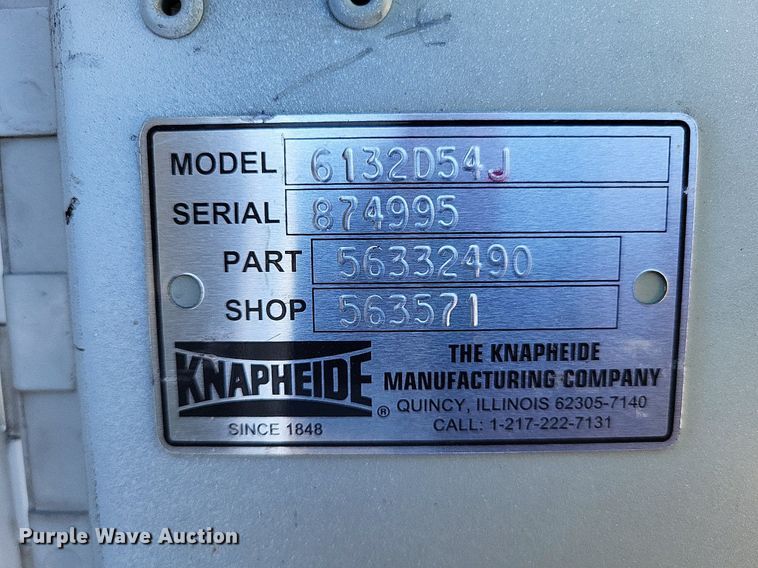 MODEL 6132D54J
SERIAL 874995
PART 56332490
SHOP 563571
KNAPHEIDE ®
SINCE 1848
THE KNAPHEIDE
MANUFACTURING COMPANY
QUINCY, ILLINOIS 62305-7140
CALL: 1-217-222-7131
Purple Wave Auction®